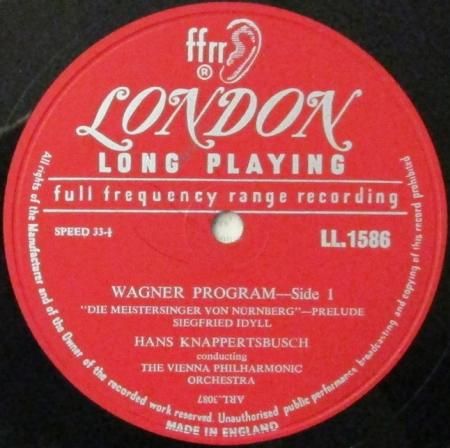 ffrr
®
LONDON
LONG PLAYING
full frequency range recording
SPEED 33-⅓
LL.1586
WAGNER PROGRAM—Side 1
"DIE MEISTERSINGER VON NÜRNBERG"—PRELUDE
SIEGFRIED IDYLL
HANS KNAPPERTSBUSCH
conducting
THE VIENNA PHILHARMONIC
ORCHESTRA
ARL.3087
All rights of the Manufacturer and of the Owner of the recorded work reserved. Unauthorised public performance broadcasting and copying of this record prohibited
MADE IN ENGLAND